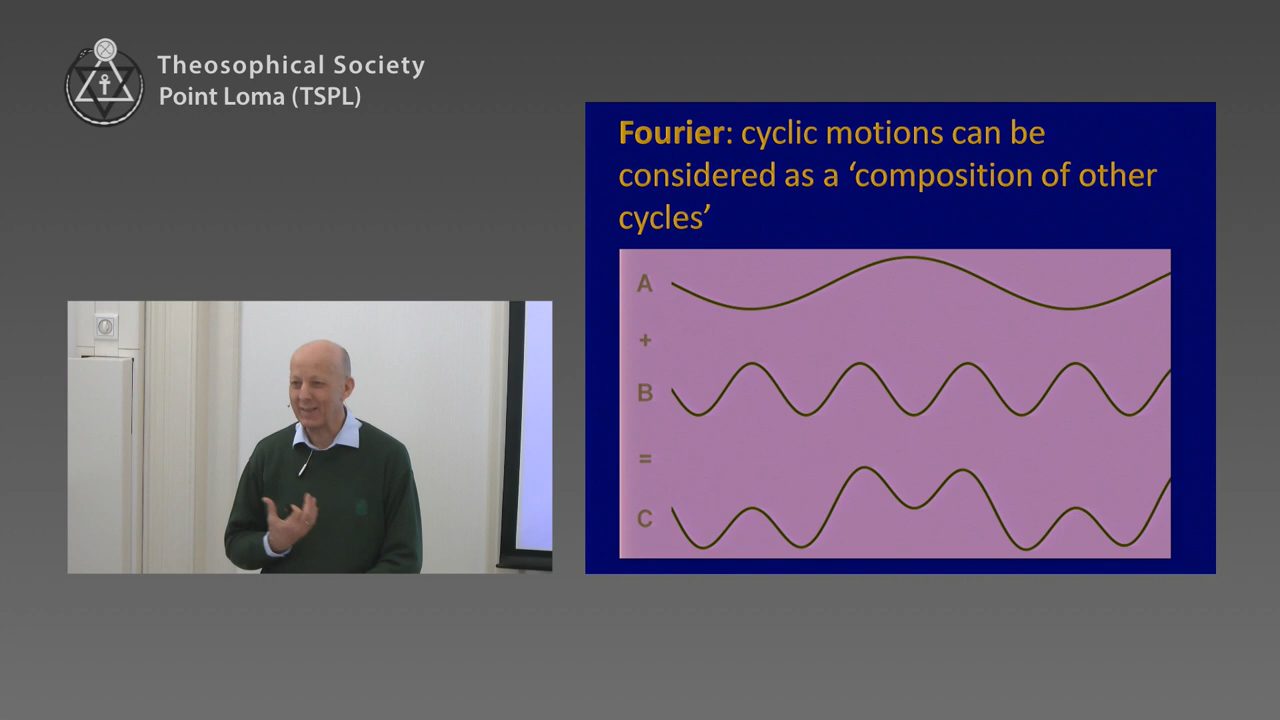 Theosophical Society
Point Loma (TSPL)
Fourier: cyclic motions can be
considered as a ‘composition of other
cycles’
A
+
B
=
C